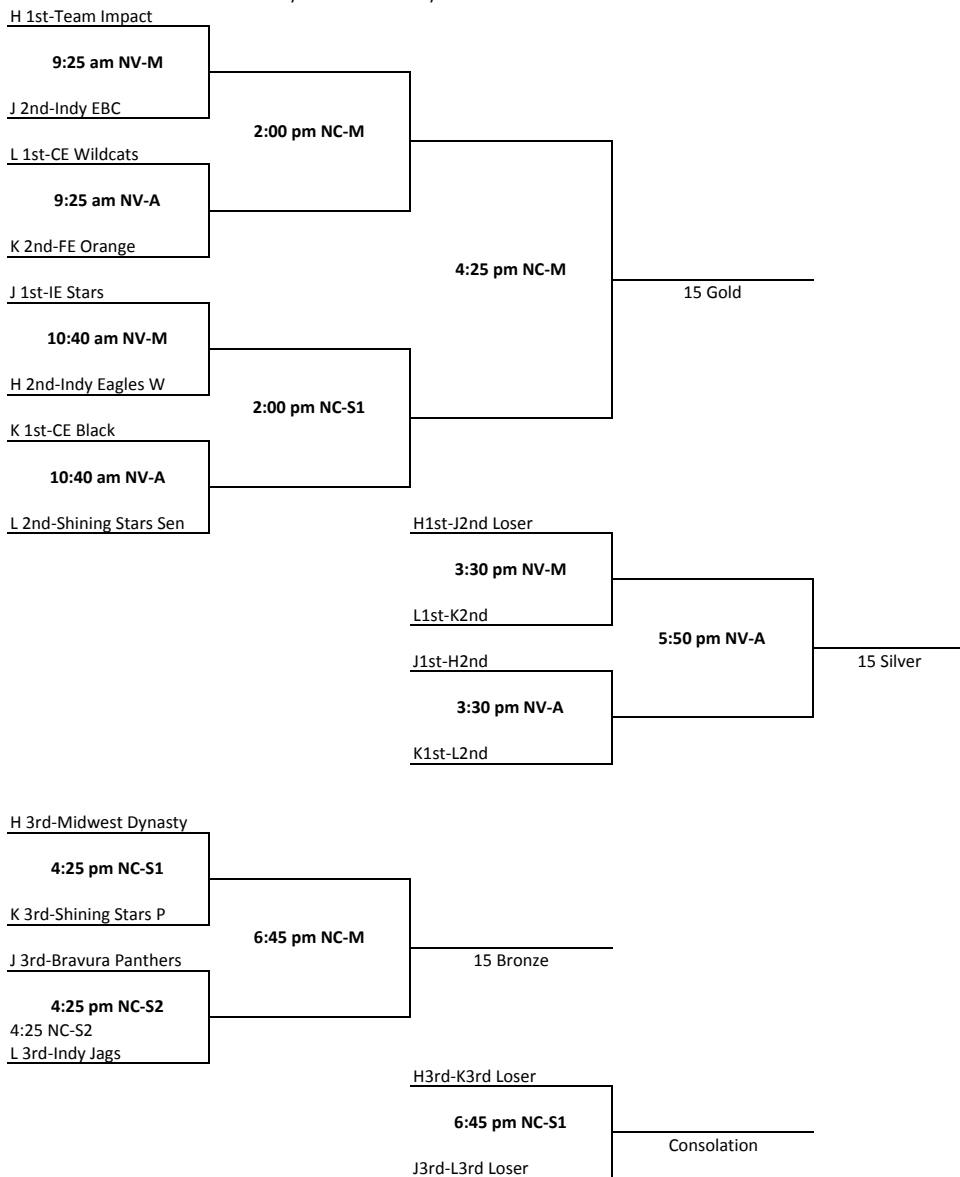 H 1st-Team Impact
9:25 am NV-M
J 2nd-Indy EBC
2:00 pm NC-M
L 1st-CE Wildcats
9:25 am NV-A
K 2nd-FE Orange
4:25 pm NC-M
15 Gold
J 1st-IE Stars
10:40 am NV-M
H 2nd-Indy Eagles W
2:00 pm NC-S1
K 1st-CE Black
10:40 am NV-A
L 2nd-Shining Stars Sen
H1st-J2nd Loser
3:30 pm NV-M
L1st-K2nd
5:50 pm NV-A
15 Silver
J1st-H2nd
3:30 pm NV-A
K1st-L2nd
H 3rd-Midwest Dynasty
4:25 pm NC-S1
K 3rd-Shining Stars P
6:45 pm NC-M
15 Bronze
J 3rd-Bravura Panthers
4:25 pm NC-S2
4:25 NC-S2
L 3rd-Indy Jags
H3rd-K3rd Loser
6:45 pm NC-S1
Consolation
J3rd-L3rd Loser